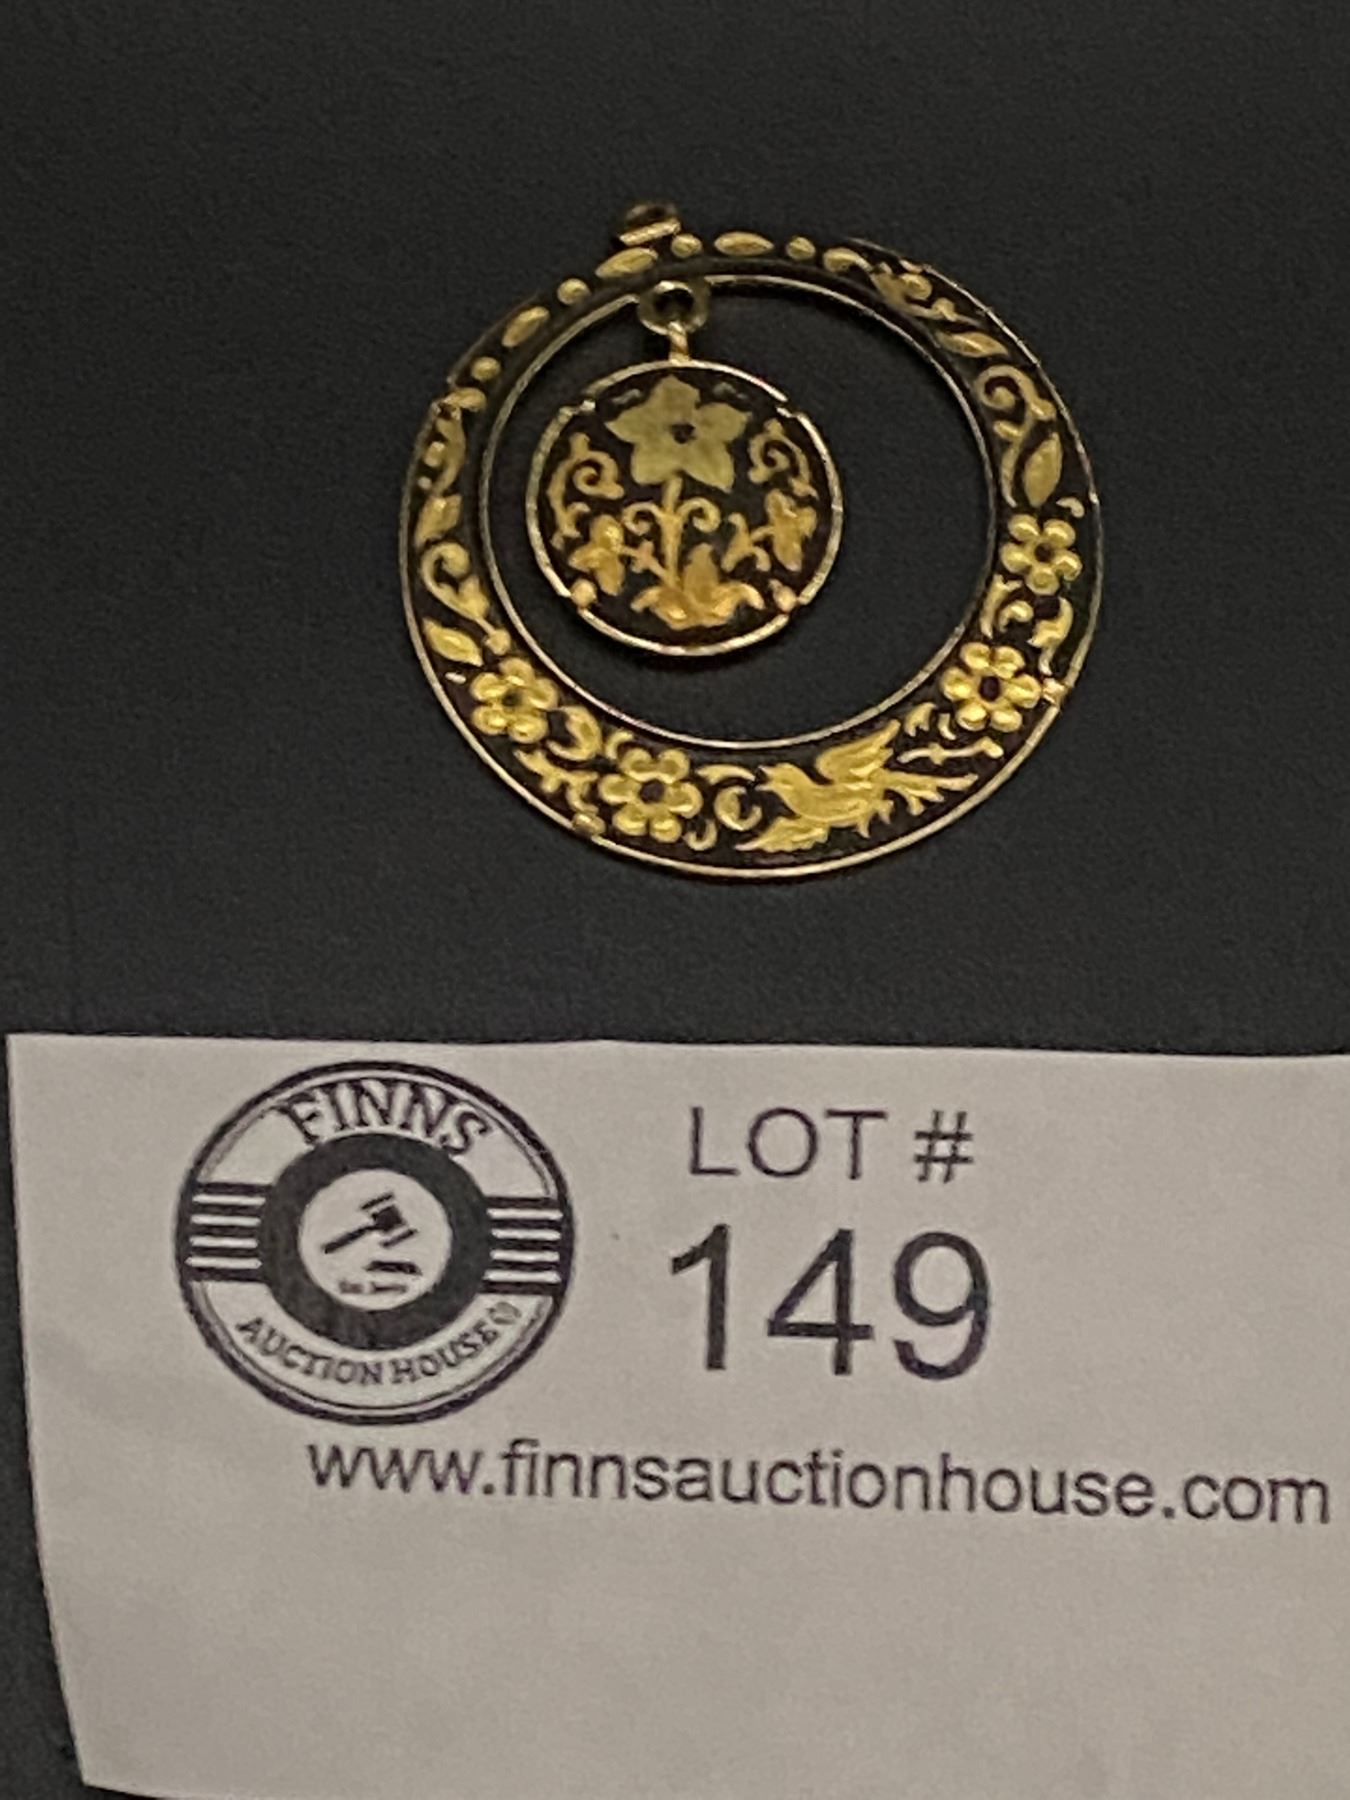 FINNS
AUCTION HOUSE
LOT #
149
www.finnsauctionhouse.com